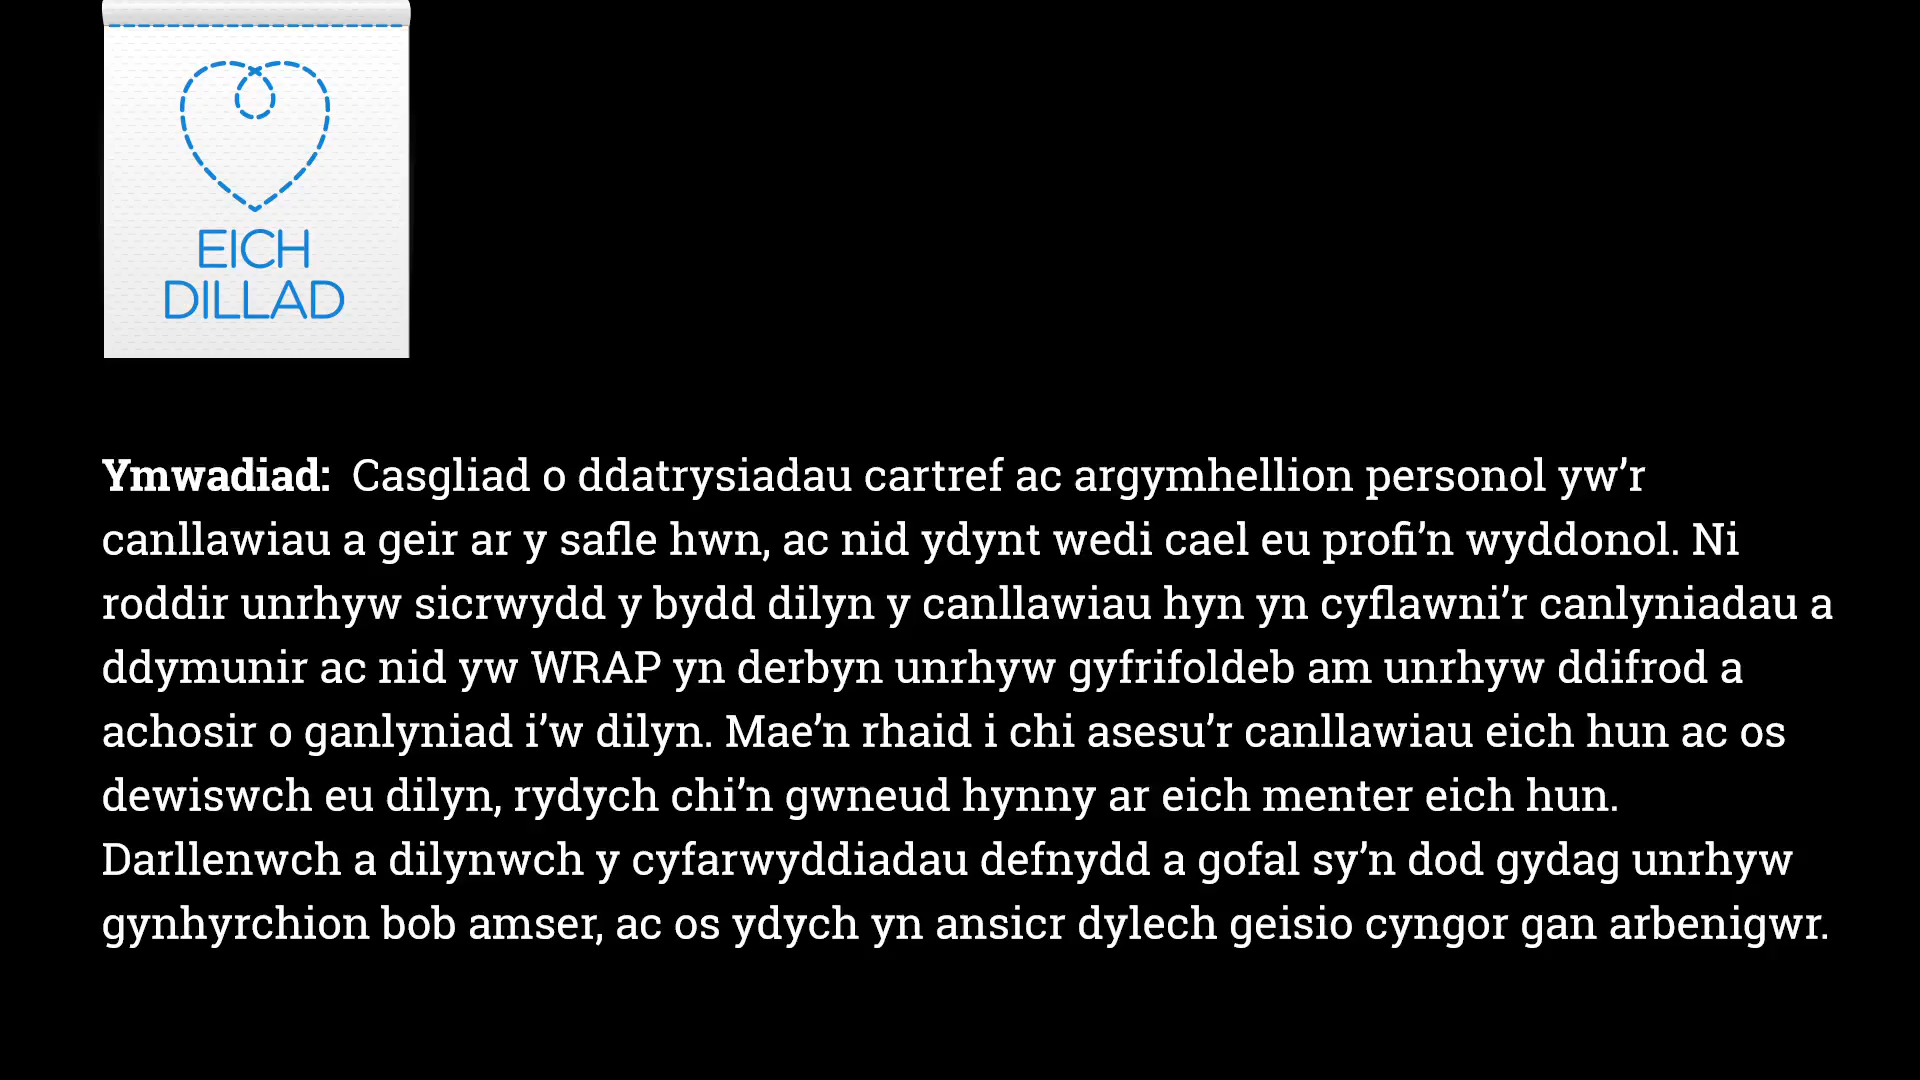 EICH
DILLAD
Ymwadiad: Casgliad o ddatrysiadau cartref ac argymhellion personol yw’r
canllawiau a geir ar y safle hwn, ac nid ydynt wedi cael eu profi’n wyddonol. Ni
roddir unrhyw sicrwydd y bydd dilyn y canllawiau hyn yn cyflawni’r canlyniadau a
ddymunir ac nid yw WRAP yn derbyn unrhyw gyfrifoldeb am unrhyw ddifrod a
achosir o ganlyniad i’w dilyn. Mae’n rhaid i chi asesu’r canllawiau eich hun ac os
dewiswch eu dilyn, rydych chi’n gwneud hynny ar eich menter eich hun.
Darllenwch a dilynwch y cyfarwyddiadau defnydd a gofal sy’n dod gydag unrhyw
gynhyrchion bob amser, ac os ydych yn ansicr dylech geisio cyngor gan arbenigwr.